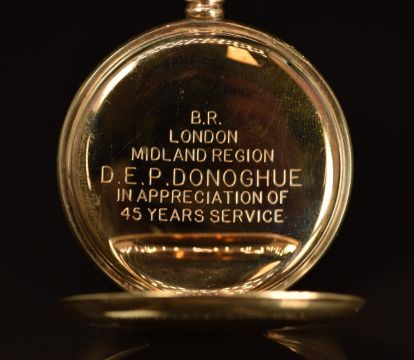 B.R.
LONDON
MIDLAND REGION
D.E.P.DONOGHUE
IN APPRECIATION OF
45 YEARS SERVICE